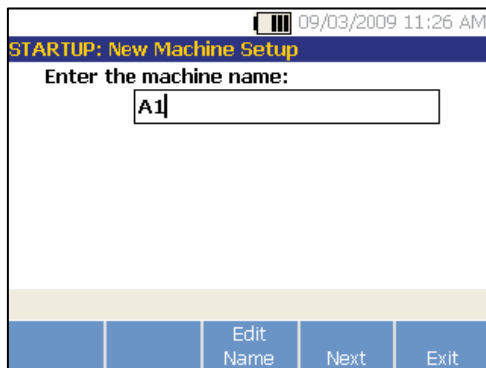 09/03/2009 11:26 AM
STARTUP: New Machine Setup
Enter the machine name:
A1
Edit
Name
Next
Exit